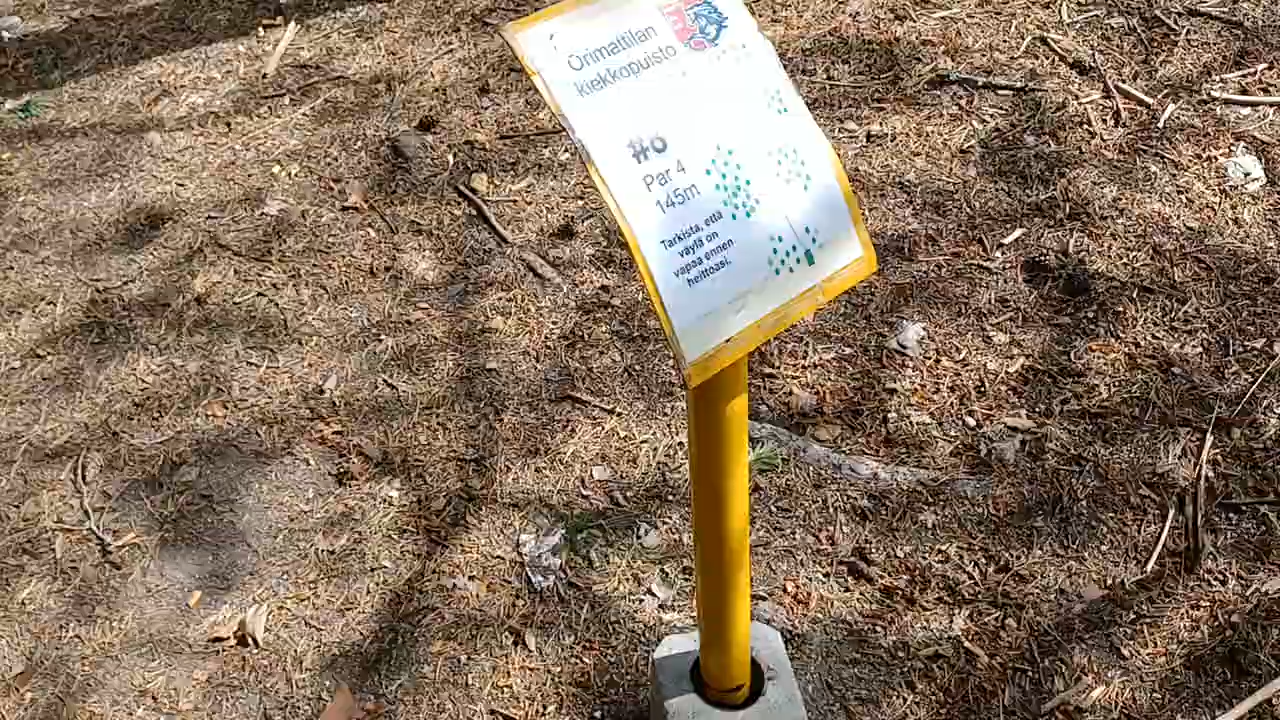 Orimattilan
kiekkopuisto
#6
Par 4
145m
Tarkista, että
väylä on
vapaa ennen
heittoasi.